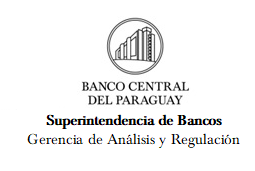 BANCO CENTRAL
DEL PARAGUAY
Superintendencia de Bancos
Gerencia de Análisis y Regulación